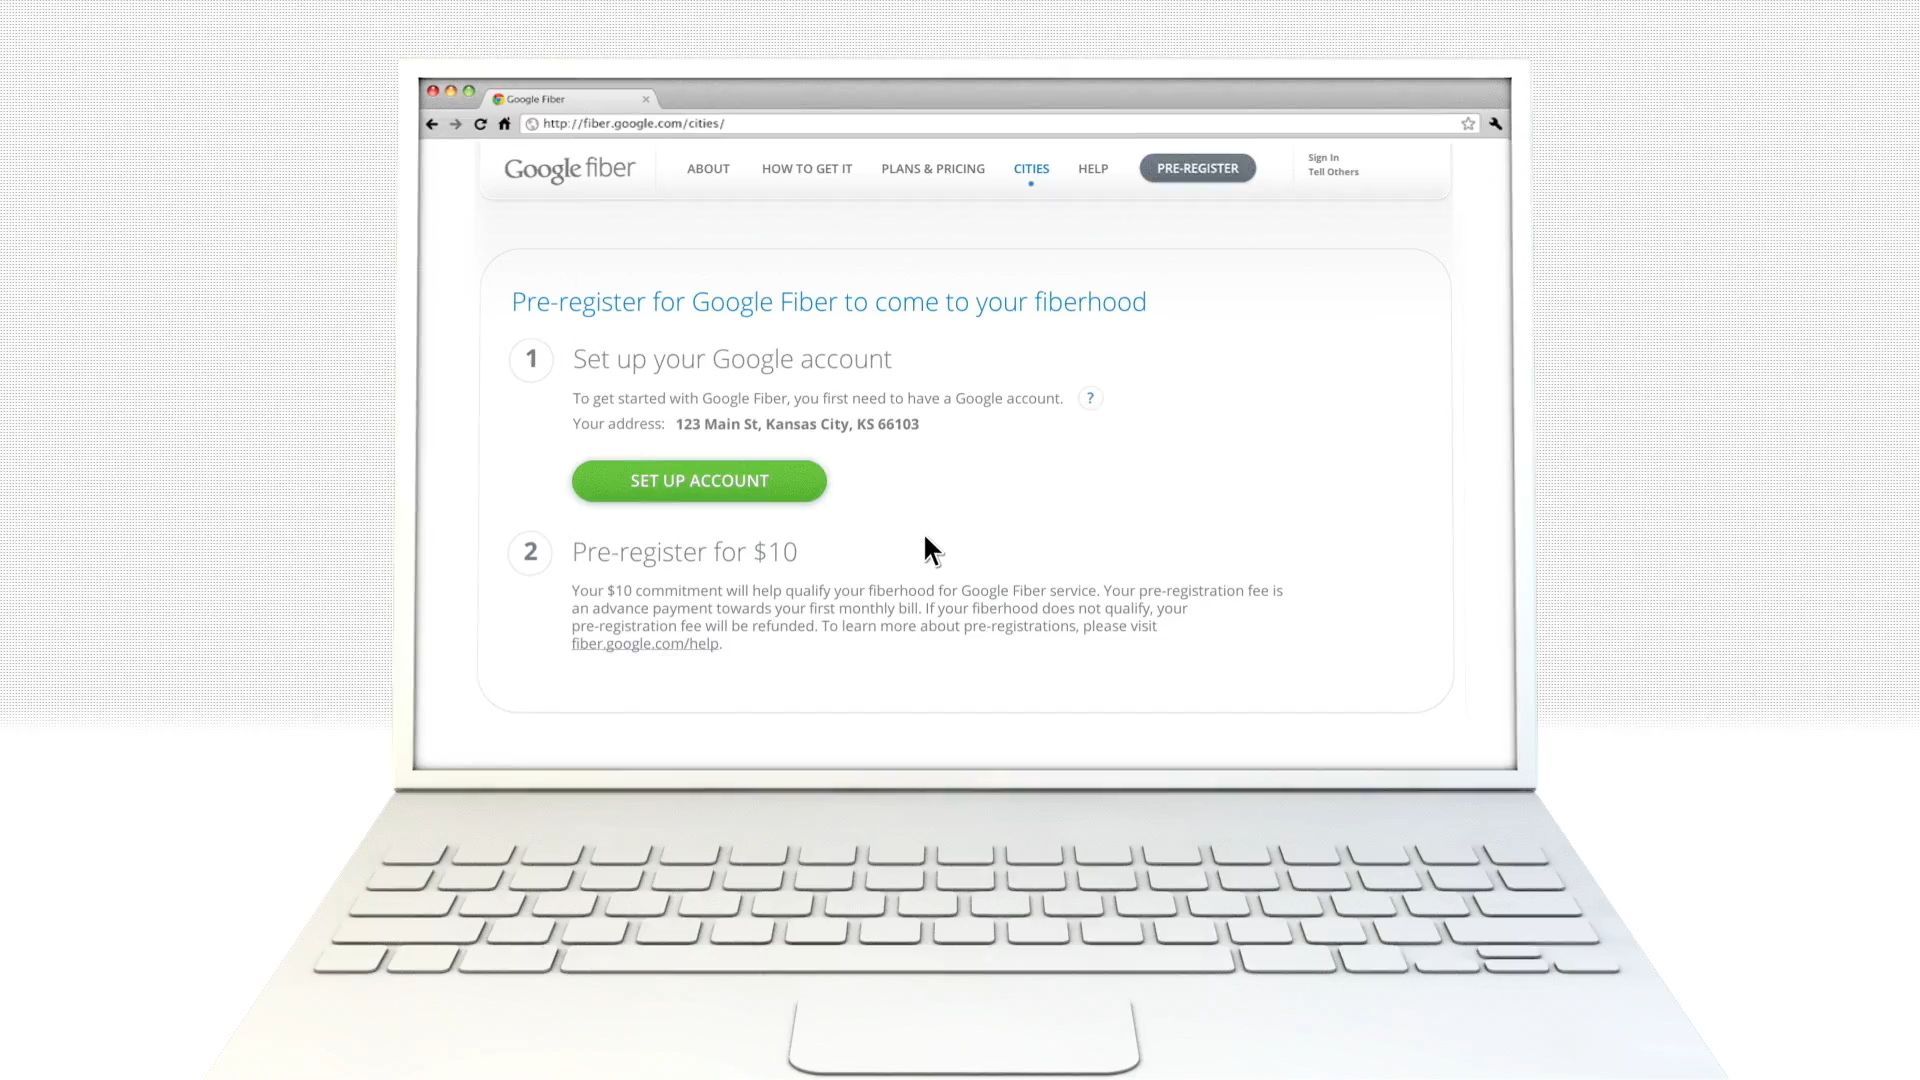 Google Fiber
http://fiber.google.com/cities/
Google fiber
ABOUT
HOW TO GET IT
PLANS & PRICING
CITIES
HELP
PRE-REGISTER
Sign In
Tell Others
Pre-register for Google Fiber to come to your fiberhood
1
Set up your Google account
To get started with Google Fiber, you first need to have a Google account. ?
Your address: 123 Main St, Kansas City, KS 66103
SET UP ACCOUNT
2
Pre-register for $10
Your $10 commitment will help qualify your fiberhood for Google Fiber service. Your pre-registration fee is
an advance payment towards your first monthly bill. If your fiberhood does not qualify, your
pre-registration fee will be refunded. To learn more about pre-registrations, please visit
fiber.google.com/help.